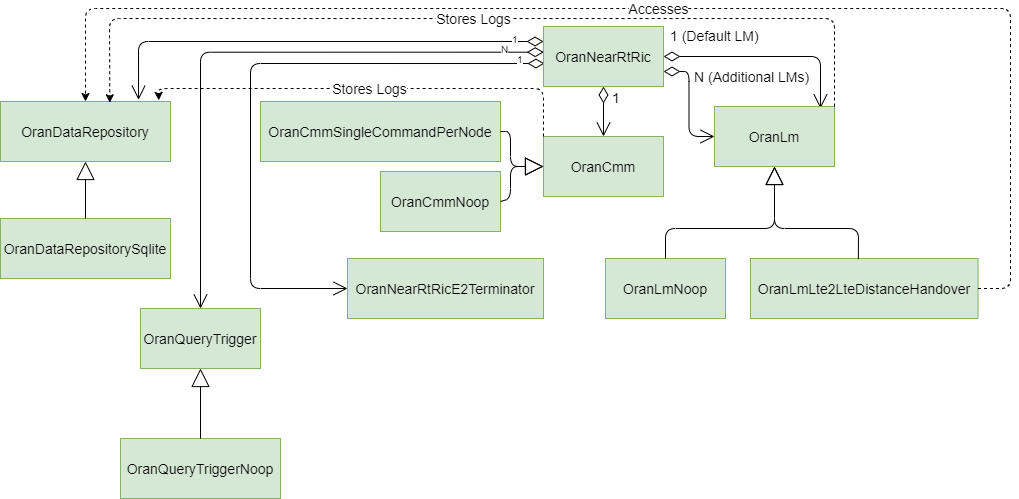 Accesses
Stores Logs
1
N
1
OranNearRtRic
1 (Default LM)
N (Additional LMs)
Stores Logs
1
OranDataRepository
OranCmmSingleCommandPerNode
OranLm
OranCmm
OranCmmNoop
OranDataRepositorySqlite
OranNearRtRicE2Terminator
OranLmNoop
OranLmLte2LteDistanceHandover
OranQueryTrigger
OranQueryTriggerNoop